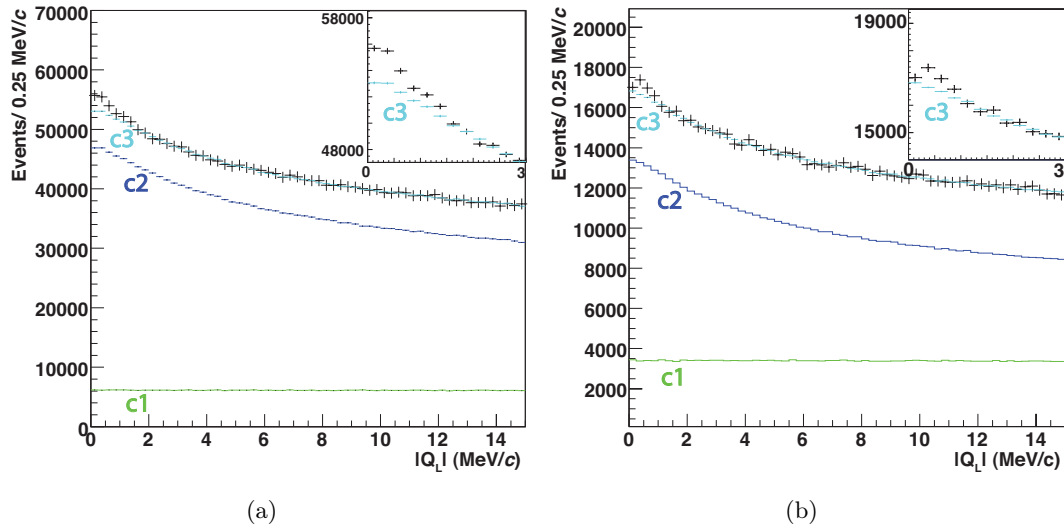 (a)
Events/ 0.25 MeV/c
70000
60000
50000
40000
30000
20000
10000
0
0 2 4 6 8 10 12 14
|Q_L| (MeV/c)
c3
c2
c1
58000
48000
0 3
c3
(b)
Events/ 0.25 MeV/c
20000
18000
16000
14000
12000
10000
8000
6000
4000
2000
0
0 2 4 6 8 10 12 14
|Q_L| (MeV/c)
c3
c2
c1
19000
15000
0 3
c3